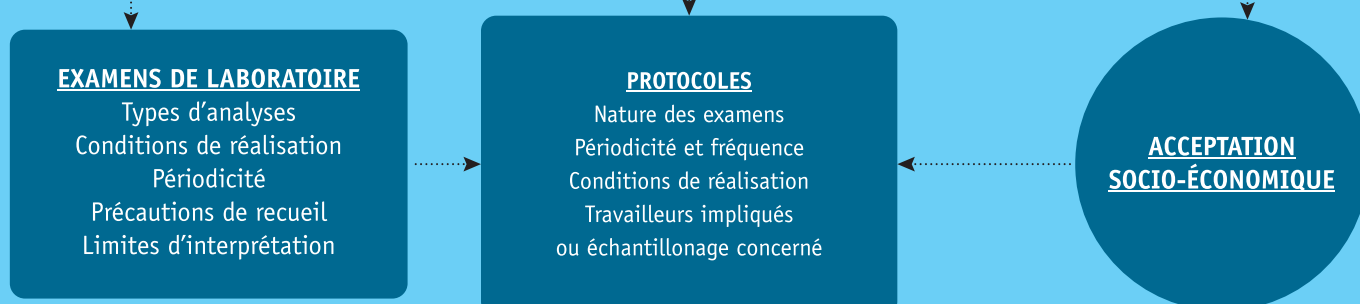 EXAMENS DE LABORATOIRE
Types d’analyses
Conditions de réalisation
Périodicité
Précautions de recueil
Limites d’interprétation
PROTOCOLES
Nature des examens
Périodicité et fréquence
Conditions de réalisation
Travailleurs impliqués
ou échantillonage concerné
ACCEPTATION
SOCIO-ÉCONOMIQUE